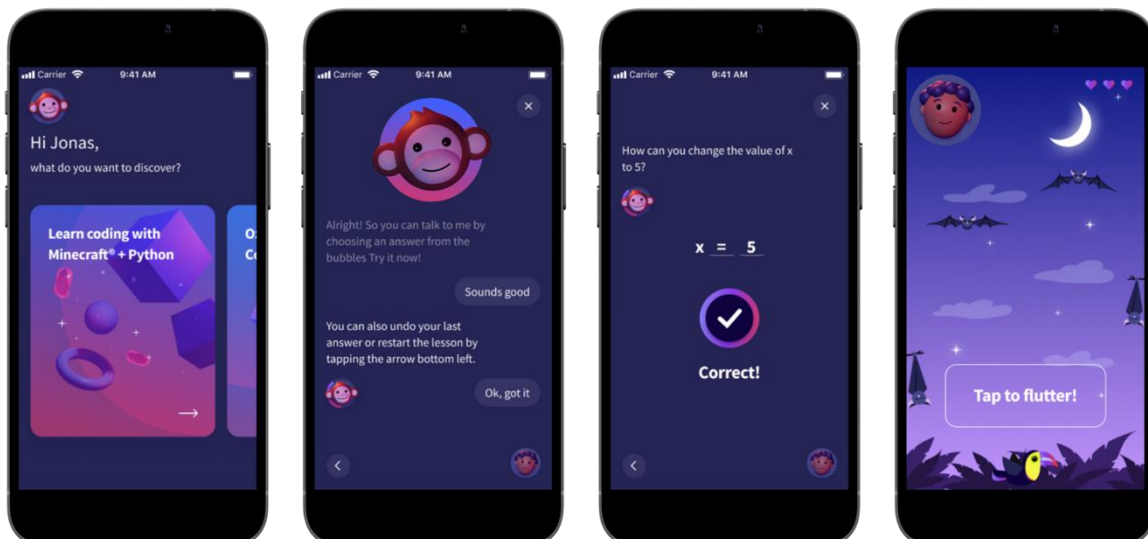 Carrier 9:41 AM
Hi Jonas,
what do you want to discover?
Learn coding with
Minecraft® + Python
Carrier 9:41 AM
Alright! So you can talk to me by
choosing an answer from the
bubbles Try it now!
Sounds good
You can also undo your last
answer or restart the lesson by
tapping the arrow bottom left.
Ok, got it
Carrier 9:41 AM
How can you change the value of x
to 5?
x = 5
Correct!
Tap to flutter!